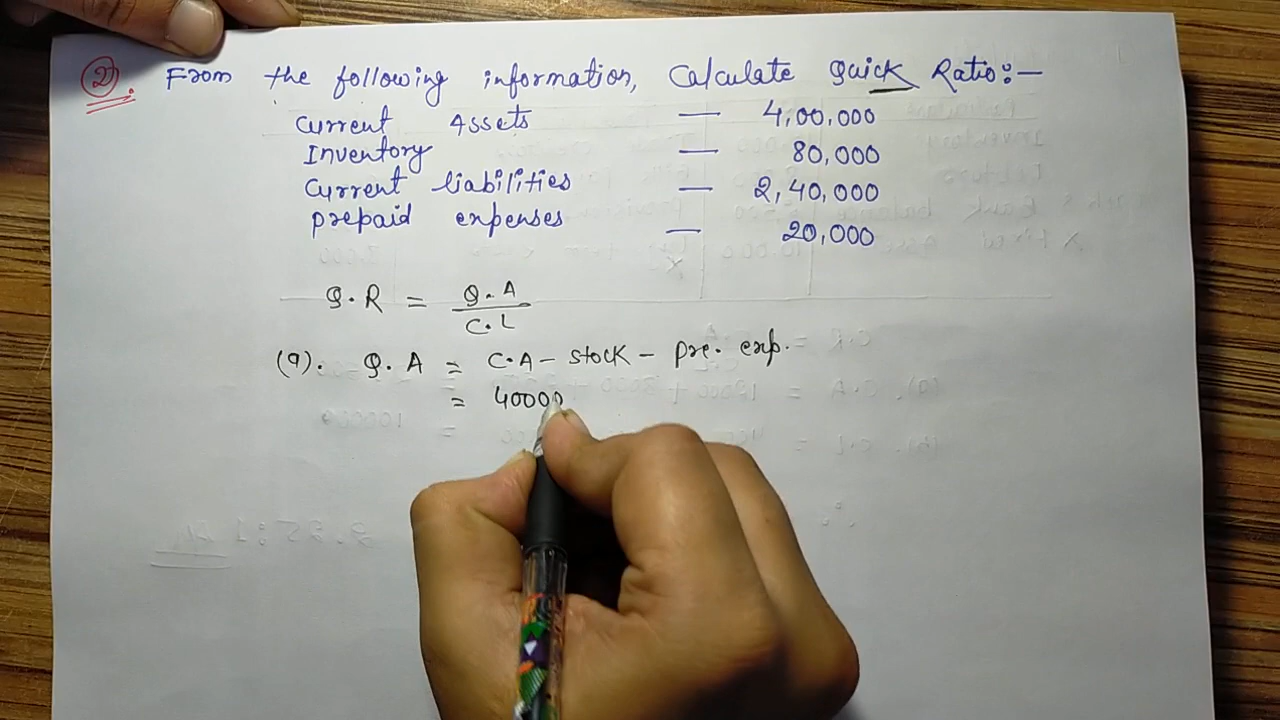 2. From the following information, Calculate Quick Ratio:—
Current Assets — 4,00,000
Inventory — 80,000
Current liabilities — 2,40,000
prepaid expenses — 20,000
Q.R = Q.A / C.L
(a). Q.A = C.A - stock - pre. exp.
= 40000